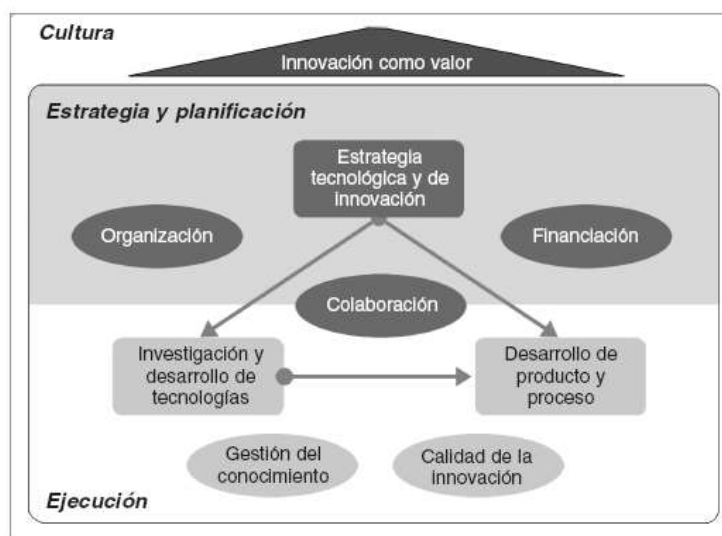 Cultura
Innovación como valor
Estrategia y planificación
Estrategia
tecnológica y de
innovación
Organización
Financiación
Colaboración
Investigación y
desarrollo de
tecnologías
Desarrollo de
producto y
proceso
Gestión del
conocimiento
Calidad de la
innovación
Ejecución